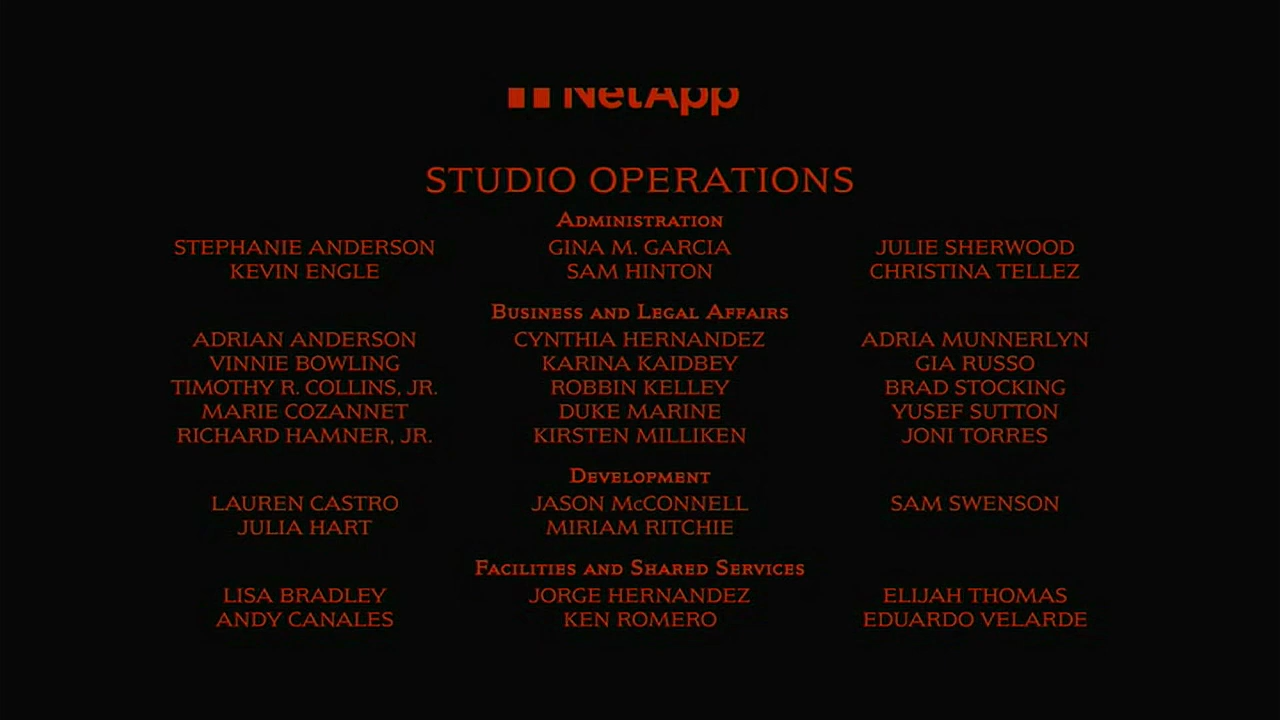 NetApp
STUDIO OPERATIONS
ADMINISTRATION
STEPHANIE ANDERSON GINA M. GARCIA JULIE SHERWOOD
KEVIN ENGLE SAM HINTON CHRISTINA TELLEZ
BUSINESS AND LEGAL AFFAIRS
ADRIAN ANDERSON CYNTHIA HERNANDEZ ADRIA MUNNERLYN
VINNIE BOWLING KARINA KAIDBEY GIA RUSSO
TIMOTHY R. COLLINS, JR. ROBBIN KELLEY BRAD STOCKING
MARIE COZANNET DUKE MARINE YUSEF SUTTON
RICHARD HAMNER, JR. KIRSTEN MILLIKEN JONI TORRES
DEVELOPMENT
LAUREN CASTRO JASON McCONNELL SAM SWENSON
JULIA HART MIRIAM RITCHIE
FACILITIES AND SHARED SERVICES
LISA BRADLEY JORGE HERNANDEZ ELIJAH THOMAS
ANDY CANALES KEN ROMERO EDUARDO VELARDE